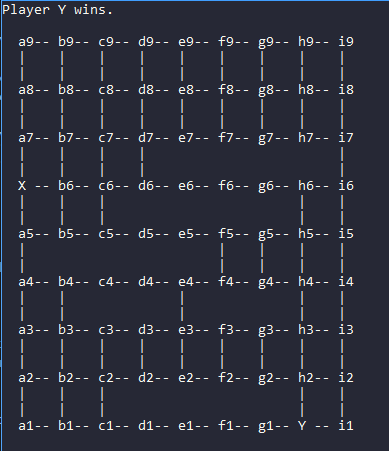 Player Y wins.
a9-- b9-- c9-- d9-- e9-- f9-- g9-- h9-- i9
|    |    |    |    |    |    |    |    |
|    |    |    |    |    |    |    |    |
a8-- b8-- c8-- d8-- e8-- f8-- g8-- h8-- i8
|    |    |    |    |    |    |    |    |
|    |    |    |    |    |    |    |    |
a7-- b7-- c7-- d7-- e7-- f7-- g7-- h7-- i7
|    |    |    |                        |
|    |    |    |                        |
X -- b6-- c6-- d6-- e6-- f6-- g6-- h6-- i6
|    |    |                        |    |
|    |    |                        |    |
a5-- b5-- c5-- d5-- e5-- f5-- g5-- h5-- i5
|                        |    |    |    |
|                        |    |    |    |
a4-- b4-- c4-- d4-- e4-- f4-- g4-- h4-- i4
|    |              |              |    |
|    |              |              |    |
a3-- b3-- c3-- d3-- e3-- f3-- g3-- h3-- i3
|    |    |    |    |    |    |    |    |
|    |    |    |    |    |    |    |    |
a2-- b2-- c2-- d2-- e2-- f2-- g2-- h2-- i2
|    |    |                        |    |
|    |    |                        |    |
a1-- b1-- c1-- d1-- e1-- f1-- g1-- Y -- i1